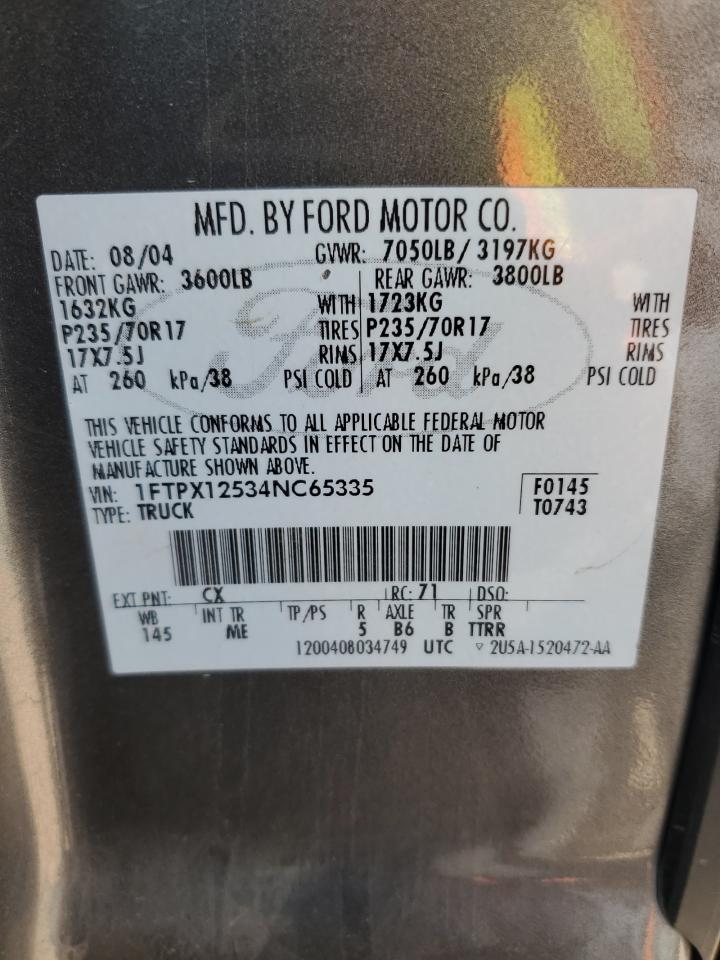 MFD. BY FORD MOTOR CO.
DATE: 08/04 GVWR: 7050LB/ 3197KG
FRONT GAWR: 3600LB REAR GAWR: 3800LB
1632KG WITH 1723KG WITH
P235/70R17 TIRES P235/70R17 TIRES
17X7.5J RIMS 17X7.5J RIMS
AT 260 kPa/38 PSI COLD AT 260 kPa/38 PSI COLD
Ford
THIS VEHICLE CONFORMS TO ALL APPLICABLE FEDERAL MOTOR
VEHICLE SAFETY STANDARDS IN EFFECT ON THE DATE OF
MANUFACTURE SHOWN ABOVE.
VIN: 1FTPX12534NC65335 F0145
TYPE: TRUCK T0743
EXT PNT: CX RC: 71 DSO:
WB INT TR TP/PS R AXLE TR SPR
145 ME 5 B6 B TTRR
1200408034749 UTC ▽ 2U5A-1520472-AA